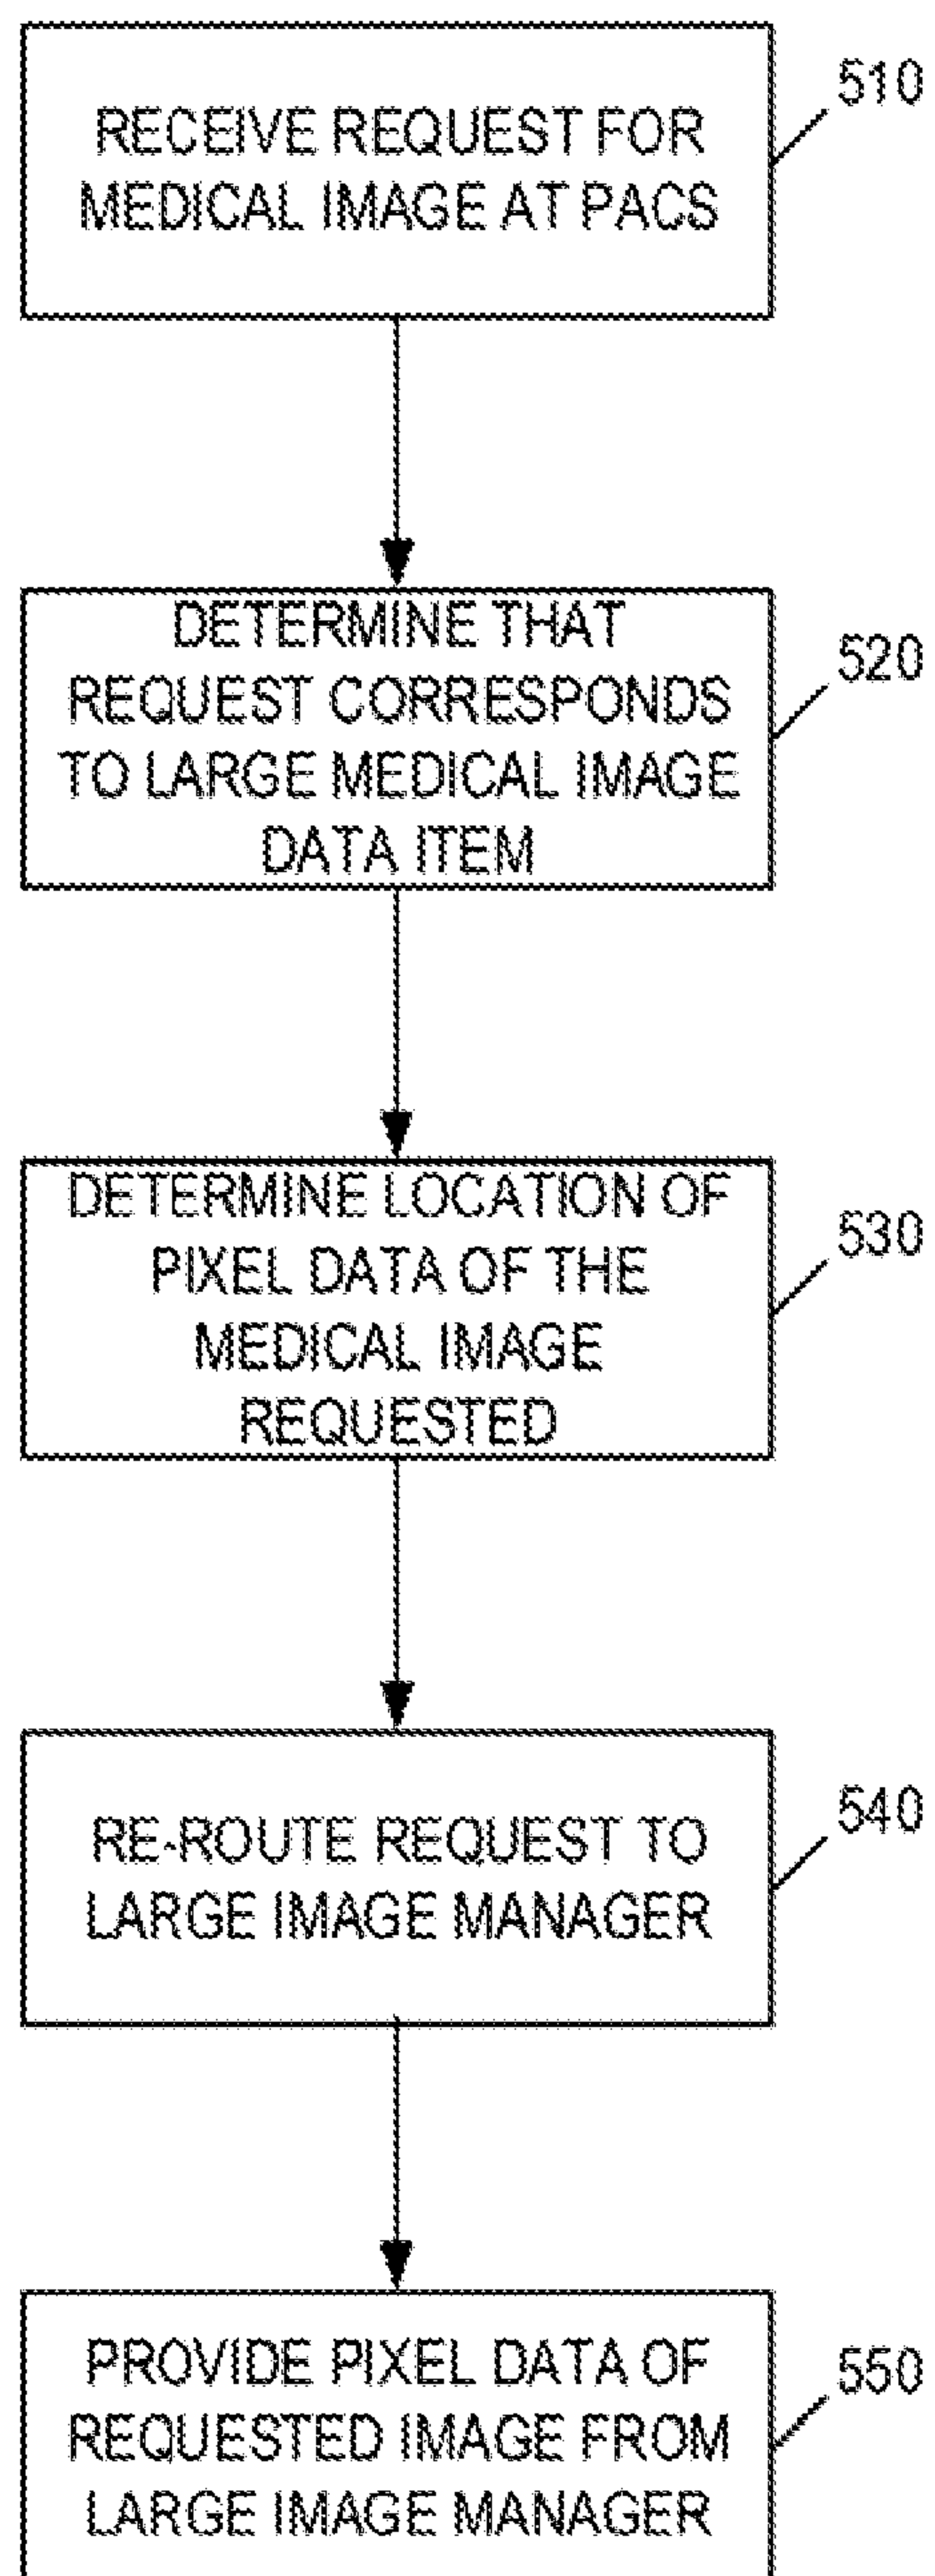 RECEIVE REQUEST FOR
MEDICAL IMAGE AT PACS
510
DETERMINE THAT
REQUEST CORRESPONDS
TO LARGE MEDICAL IMAGE
DATA ITEM
520
DETERMINE LOCATION OF
PIXEL DATA OF THE
MEDICAL IMAGE
REQUESTED
530
RE-ROUTE REQUEST TO
LARGE IMAGE MANAGER
540
PROVIDE PIXEL DATA OF
REQUESTED IMAGE FROM
LARGE IMAGE MANAGER
550